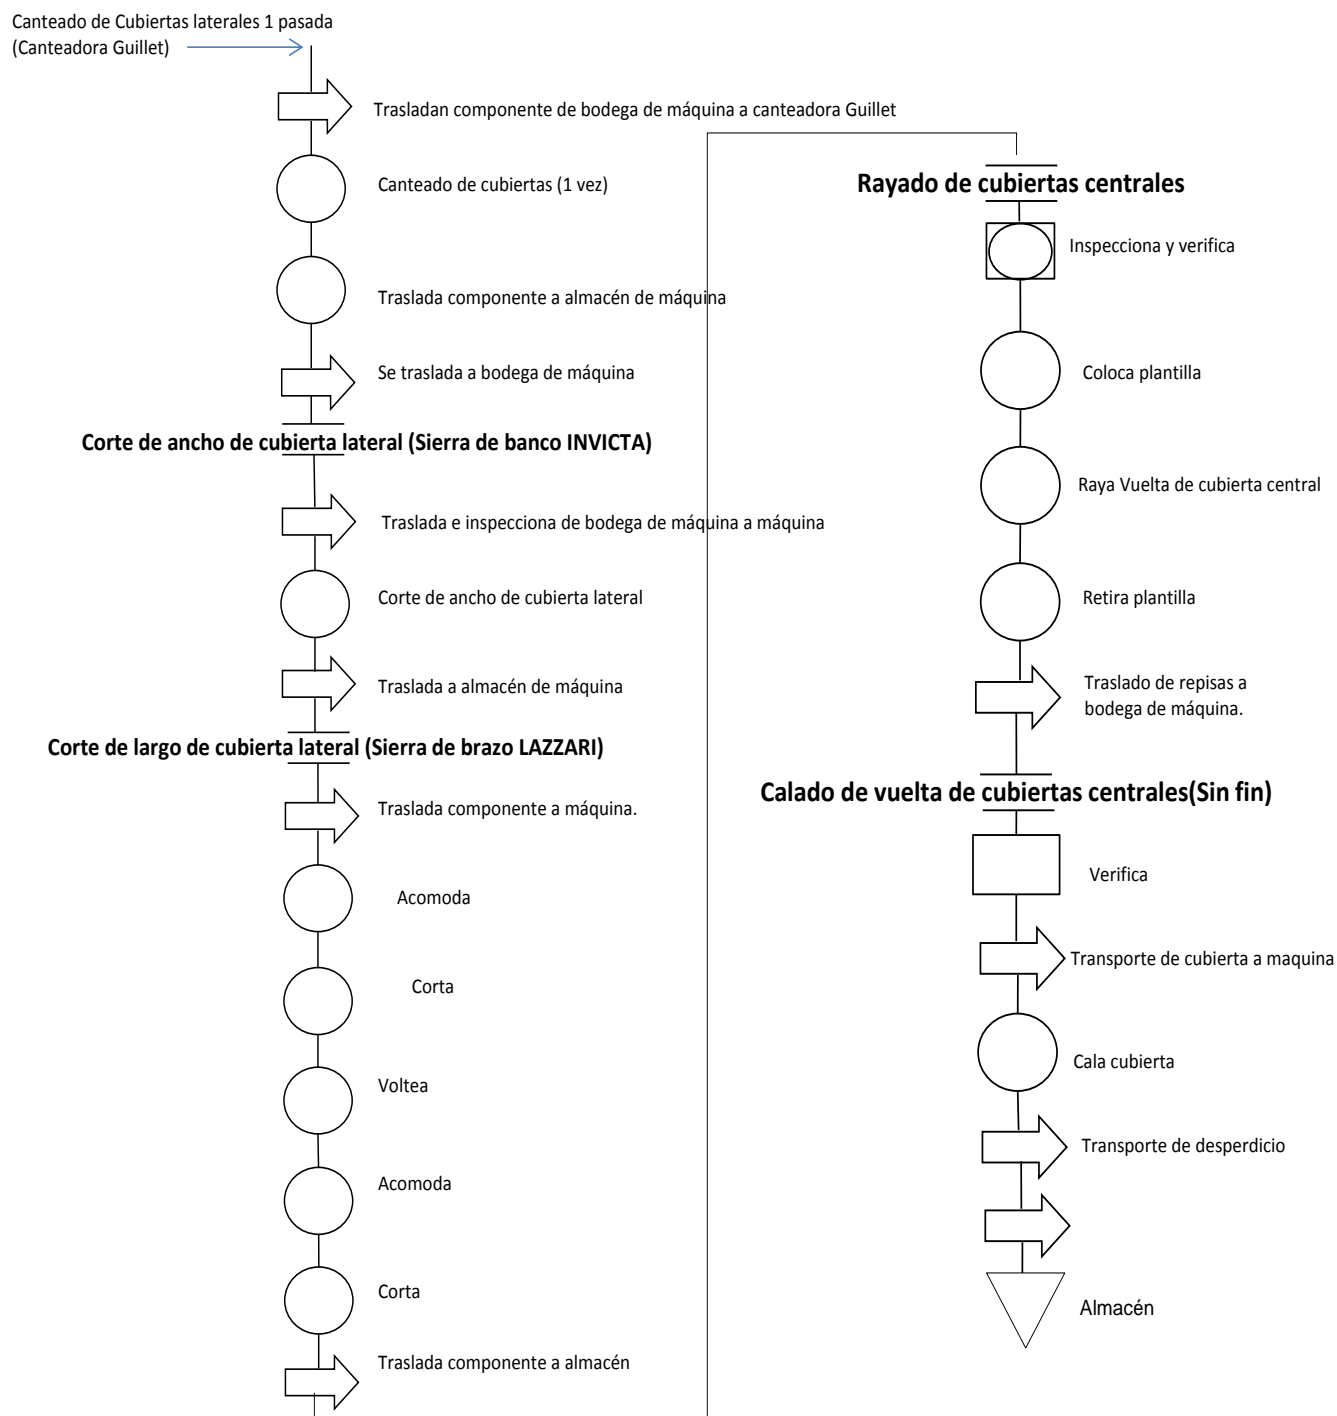 Canteado de Cubiertas laterales 1 pasada
(Canteadora Guillet)
Trasladan componente de bodega de máquina a canteadora Guillet
Canteado de cubiertas (1 vez)
Traslada componente a almacén de máquina
Se traslada a bodega de máquina
Corte de ancho de cubierta lateral (Sierra de banco INVICTA)
Traslada e inspecciona de bodega de máquina a máquina
Corte de ancho de cubierta lateral
Traslada a almacén de máquina
Corte de largo de cubierta lateral (Sierra de brazo LAZZARI)
Traslada componente a máquina.
Acomoda
Corta
Voltea
Acomoda
Corta
Traslada componente a almacén
Rayado de cubiertas centrales
Inspecciona y verifica
Coloca plantilla
Raya Vuelta de cubierta central
Retira plantilla
Traslado de repisas a
bodega de máquina.
Calado de vuelta de cubiertas centrales(Sin fin)
Verifica
Transporte de cubierta a maquina
Cala cubierta
Transporte de desperdicio
Almacén